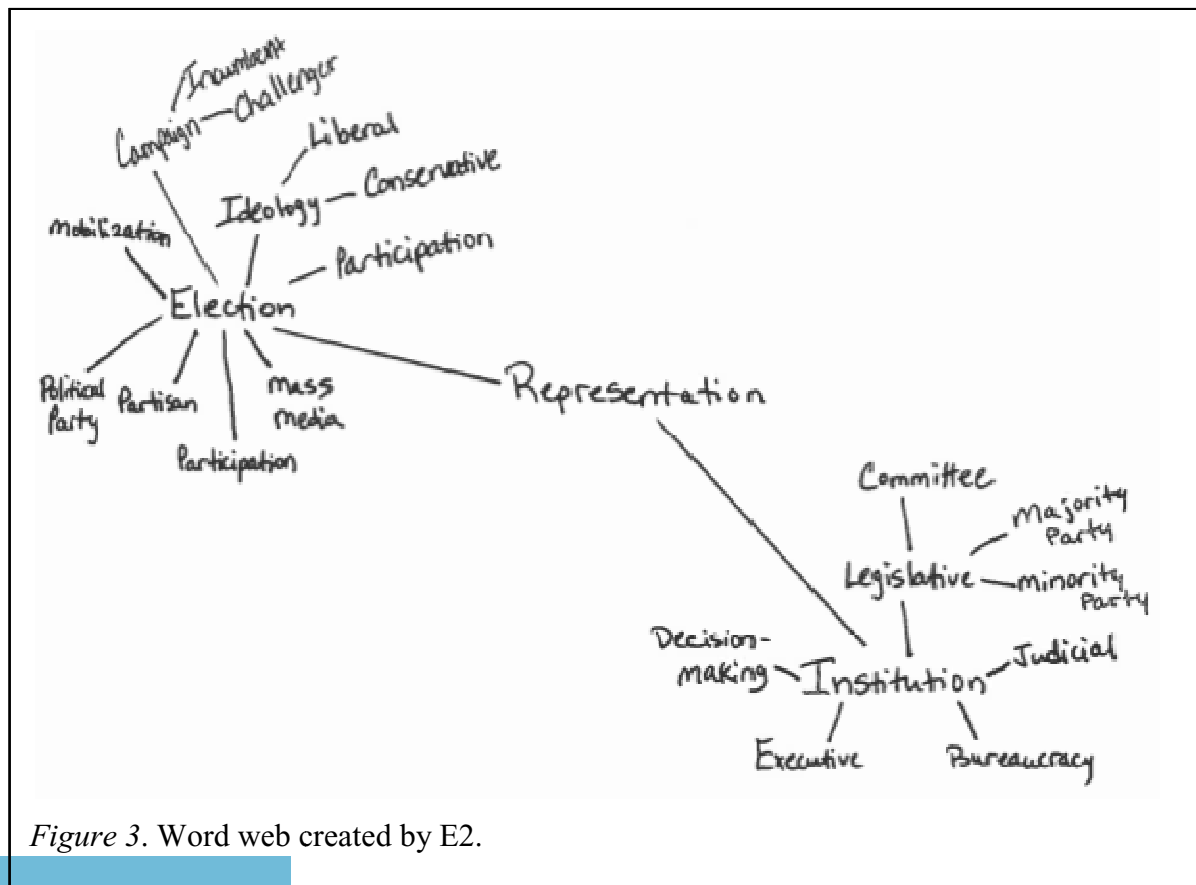 Incumbent
Challenger
Campaign
Liberal
Conservative
Ideology
Mobilization
Participation
Election
Political
Party
Partisan
Mass
Media
Participation
Representation
Committee
Majority
Party
Legislative
minority
Party
Decision-
making
Institution
Judicial
Executive
Bureaucracy
Figure 3. Word web created by E2.